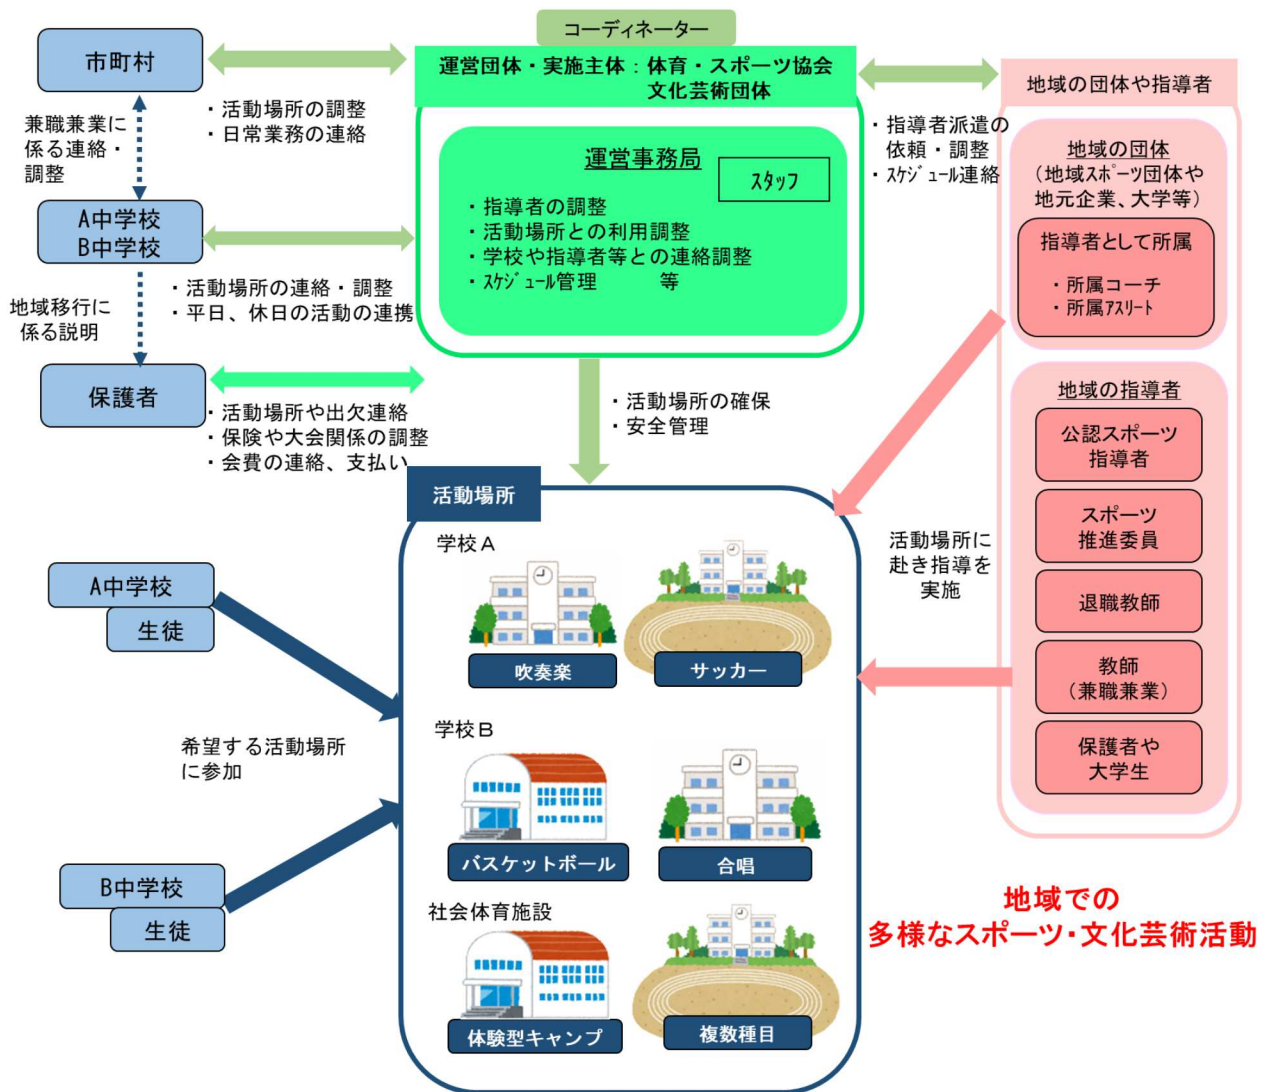 コーディネーター
市町村
運営団体・実施主体：体育・スポーツ協会
文化芸術団体
・活動場所の調整
・日常業務の連絡
兼職兼業に
係る連絡・
調整
運営事務局
スタッフ
・指導者の調整
・活動場所との利用調整
・学校や指導者等との連絡調整
・スケジュール管理　　　等
・指導者派遣の
依頼・調整
・スケジュール連絡
地域の団体や指導者
地域の団体
（地域スポーツ団体や
地元企業、大学等）
指導者として所属
・所属コーチ
・所属アスリート
A中学校
B中学校
・活動場所の連絡・調整
・平日、休日の活動の連携
地域移行に
係る説明
保護者
・活動場所や出欠連絡
・保険や大会関係の調整
・会費の連絡、支払い
・活動場所の確保
・安全管理
地域の指導者
公認スポーツ
指導者
スポーツ
推進委員
退職教師
教師
（兼職兼業）
保護者や
大学生
活動場所に
赴き指導を
実施
活動場所
学校A
吹奏楽
サッカー
学校B
バスケットボール
合唱
社会体育施設
体験型キャンプ
複数種目
A中学校
生徒
希望する活動場所
に参加
B中学校
生徒
地域での
多様なスポーツ・文化芸術活動